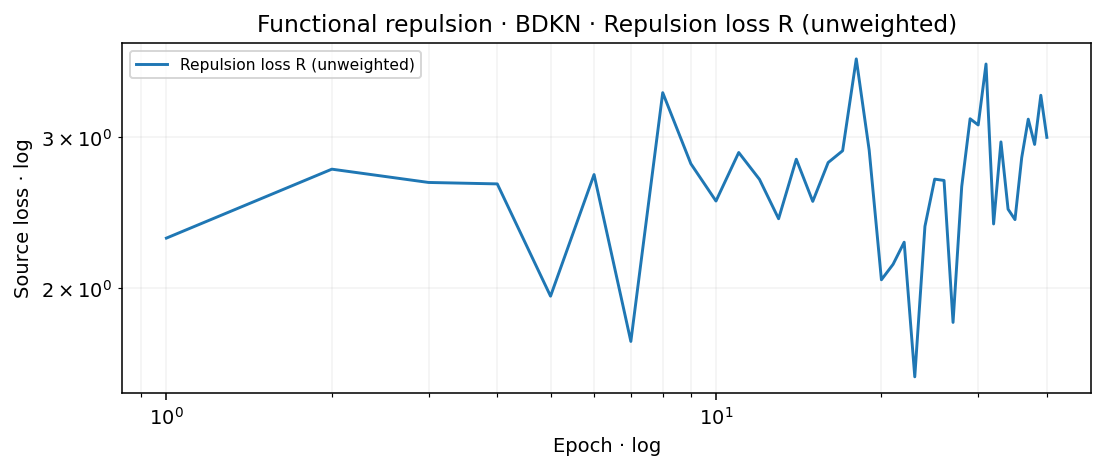 Functional repulsion · BDKN · Repulsion loss R (unweighted)
Repulsion loss R (unweighted)
Source loss · log
3 × 10⁰
2 × 10⁰
10⁰ 10¹
Epoch · log